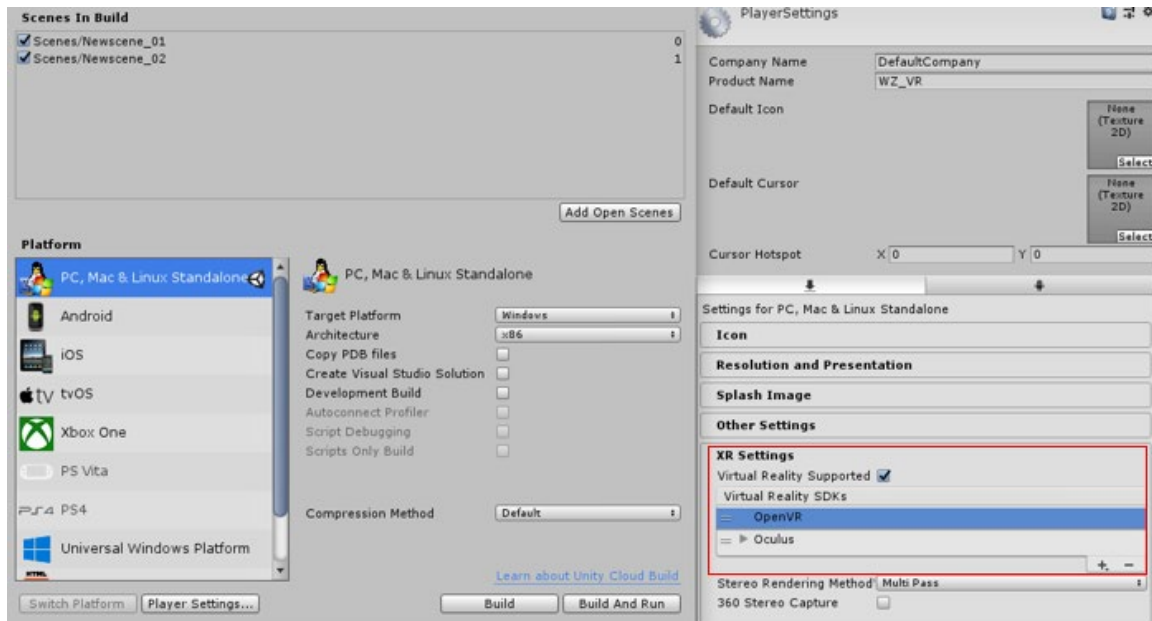 Scenes In Build
Scenes/Newscene_01 0
Scenes/Newscene_02 1
Add Open Scenes
Platform
PC, Mac & Linux Standalone
Android
iOS
tvOS
Xbox One
PS Vita
PS4
Universal Windows Platform
HTML
Switch Platform
Player Settings...
PC, Mac & Linux Standalone
Target Platform Windows
Architecture x86
Copy PDB files
Create Visual Studio Solution
Development Build
Autoconnect Profiler
Script Debugging
Scripts Only Build
Compression Method Default
Learn about Unity Cloud Build
Build
Build And Run
PlayerSettings
Company Name DefaultCompany
Product Name WZ_VR
Default Icon
None
(Texture
2D)
Select
Default Cursor
None
(Texture
2D)
Select
Cursor Hotspot X 0 Y 0
Settings for PC, Mac & Linux Standalone
Icon
Resolution and Presentation
Splash Image
Other Settings
XR Settings
Virtual Reality Supported
Virtual Reality SDKs
OpenVR
Oculus
Stereo Rendering Method* Multi Pass
360 Stereo Capture